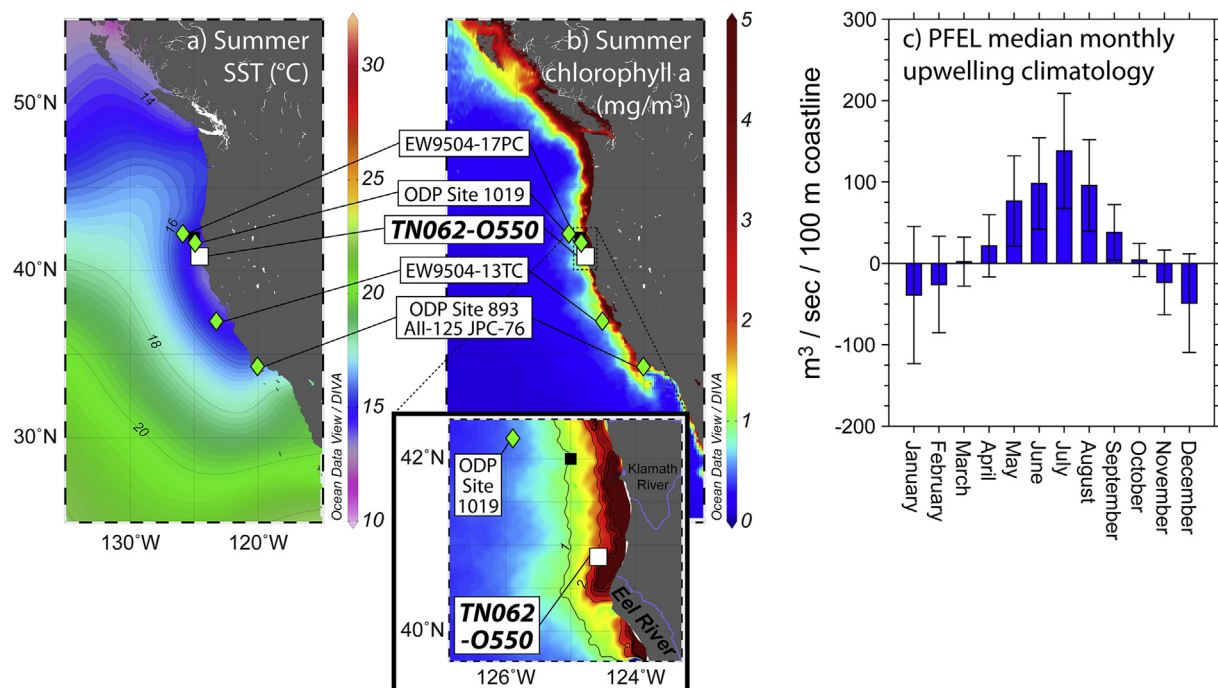 a) Summer
SST (°C)
30
25
20
15
10
50°N
40°N
30°N
130°W
120°W
14
16
18
20
Ocean Data View / DIVA
b) Summer
chlorophyll a
(mg/m³)
5
4
3
2
1
0
Ocean Data View / DIVA
EW9504-17PC
ODP Site 1019
TN062-O550
EW9504-13TC
ODP Site 893
AII-125 JPC-76
42°N
40°N
126°W
124°W
ODP
Site
1019
Klamath
River
1
2
3
TN062
-O550
Eel River
c) PFEL median monthly
upwelling climatology
m³ / sec / 100 m coastline
300
200
100
0
-100
-200
January
February
March
April
May
June
July
August
September
October
November
December